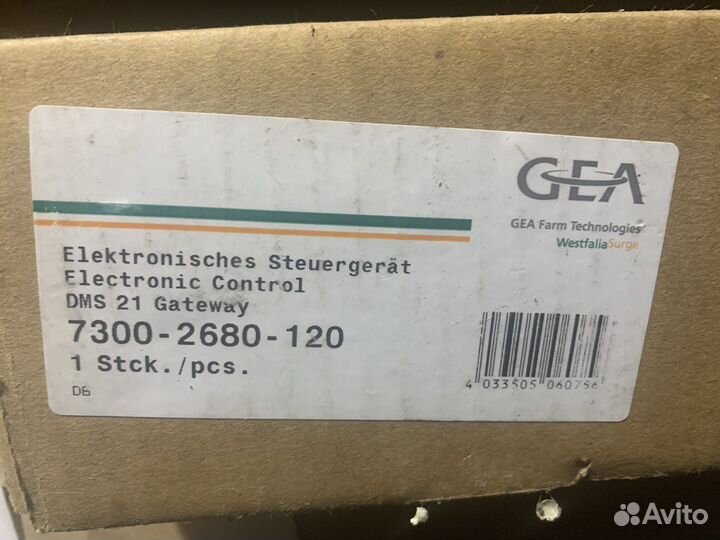 GEA
GEA Farm Technologies
WestfaliaSurge
Elektronisches Steuergerät
Electronic Control
DMS 21 Gateway
7300-2680-120
1 Stck./pcs.
D6
4 033505 060756
Avito